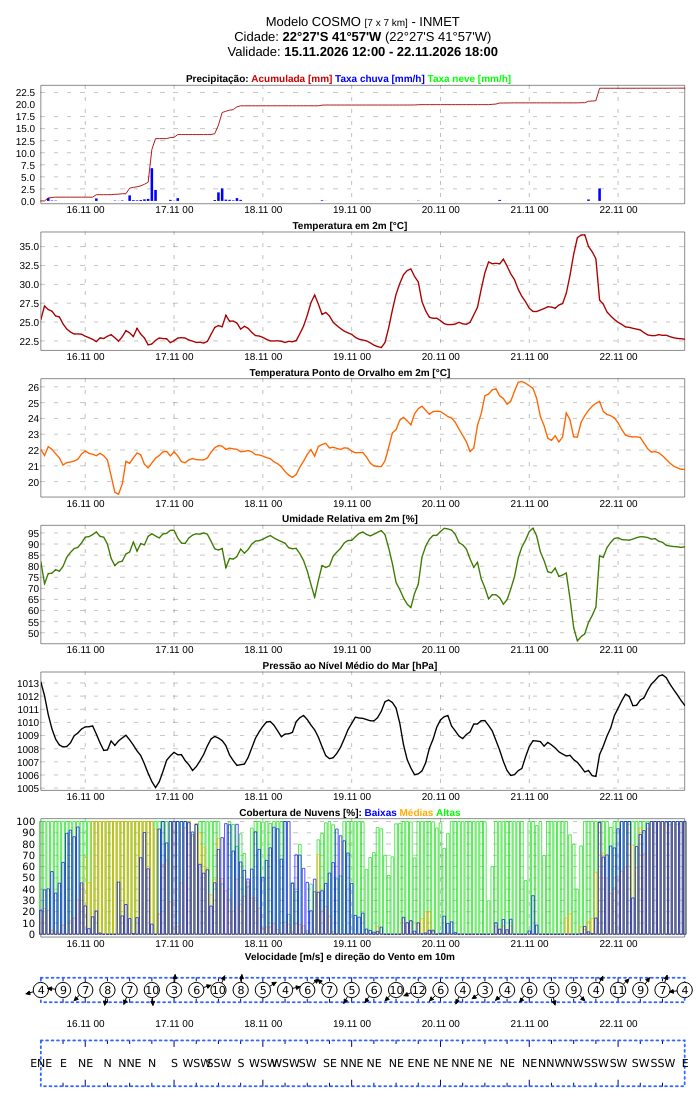 Modelo COSMO [7 x 7 km] - INMET
Cidade: 22°27'S 41°57'W (22°27'S 41°57'W)
Validade: 15.11.2026 12:00 - 22.11.2026 18:00
Precipitação: Acumulada [mm] Taxa chuva [mm/h] Taxa neve [mm/h]
22.5
20.0
17.5
15.0
12.5
10.0
7.5
5.0
2.5
0.0
16.11 00 17.11 00 18.11 00 19.11 00 20.11 00 21.11 00 22.11 00
Temperatura em 2m [°C]
35.0
32.5
30.0
27.5
25.0
22.5
16.11 00 17.11 00 18.11 00 19.11 00 20.11 00 21.11 00 22.11 00
Temperatura Ponto de Orvalho em 2m [°C]
26
25
24
23
22
21
20
16.11 00 17.11 00 18.11 00 19.11 00 20.11 00 21.11 00 22.11 00
Umidade Relativa em 2m [%]
95
90
85
80
75
70
65
60
55
50
16.11 00 17.11 00 18.11 00 19.11 00 20.11 00 21.11 00 22.11 00
Pressão ao Nível Médio do Mar [hPa]
1013
1012
1011
1010
1009
1008
1007
1006
1005
16.11 00 17.11 00 18.11 00 19.11 00 20.11 00 21.11 00 22.11 00
Cobertura de Nuvens [%]: Baixas Médias Altas
100
90
80
70
60
50
40
30
20
10
0
16.11 00 17.11 00 18.11 00 19.11 00 20.11 00 21.11 00 22.11 00
Velocidade [m/s] e direção do Vento em 10m
4 9 7 8 7 10 3 6 10 8 5 4 6 7 5 6 10 12 6 4 3 6 6 5 9 4 11 9 7 4
16.11 00 17.11 00 18.11 00 19.11 00 20.11 00 21.11 00 22.11 00
ENE E NE N NNE N S WSW SSW S WSW WSW SW SE NNE NE NE ENE NE NNE NE NE NE NNW NW SSW SW SW SSW E